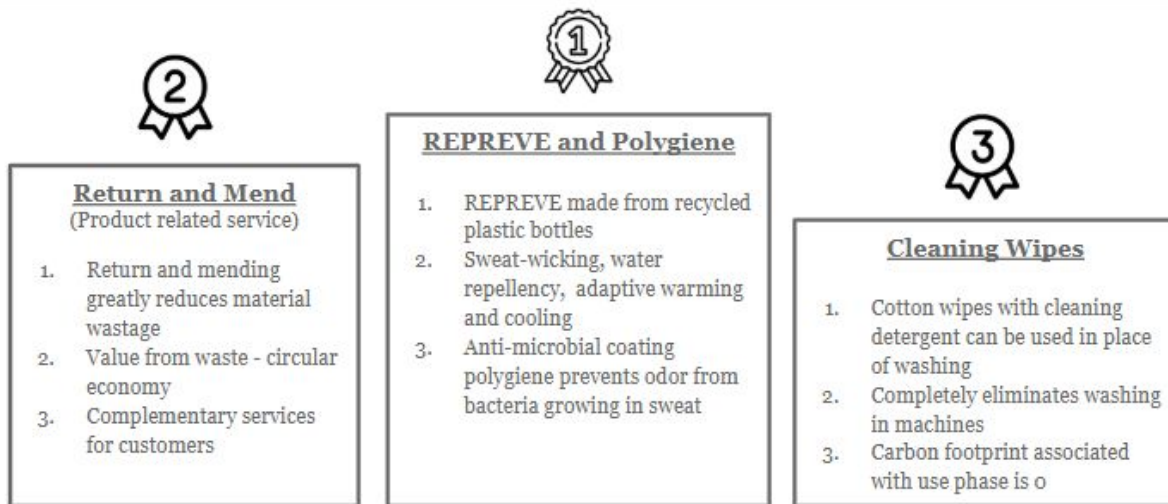 2
Return and Mend
(Product related service)
1. Return and mending
greatly reduces material
wastage
2. Value from waste - circular
economy
3. Complementary services
for customers
1
REPREVE and Polygiene
1. REPREVE made from recycled
plastic bottles
2. Sweat-wicking, water
repellency, adaptive warming
and cooling
3. Anti-microbial coating
polygiene prevents odor from
bacteria growing in sweat
3
Cleaning Wipes
1. Cotton wipes with cleaning
detergent can be used in place
of washing
2. Completely eliminates washing
in machines
3. Carbon footprint associated
with use phase is 0